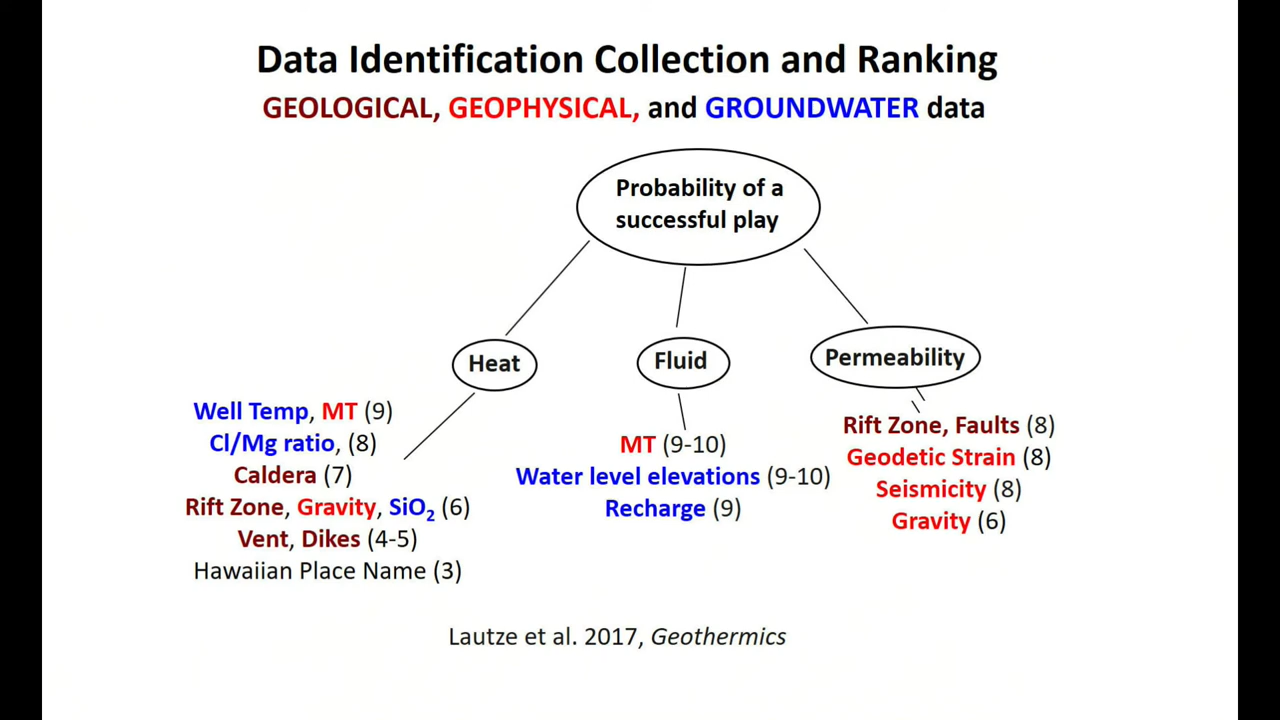 Data Identification Collection and Ranking
GEOLOGICAL, GEOPHYSICAL, and GROUNDWATER data
Probability of a
successful play
Heat
Fluid
Permeability
Well Temp, MT (9)
Cl/Mg ratio, (8)
Caldera (7)
Rift Zone, Gravity, SiO₂ (6)
Vent, Dikes (4-5)
Hawaiian Place Name (3)
MT (9-10)
Water level elevations (9-10)
Recharge (9)
Rift Zone, Faults (8)
Geodetic Strain (8)
Seismicity (8)
Gravity (6)
Lautze et al. 2017, Geothermics